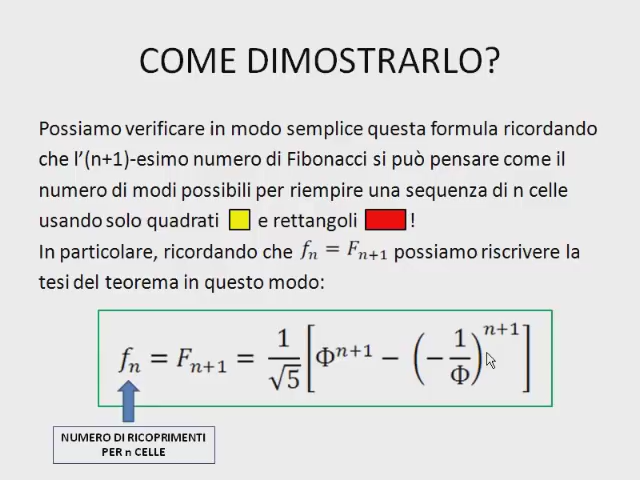 COME DIMOSTRARLO?
Possiamo verificare in modo semplice questa formula ricordando
che l'(n+1)-esimo numero di Fibonacci si può pensare come il
numero di modi possibili per riempire una sequenza di n celle
usando solo quadrati e rettangoli !
In particolare, ricordando che fₙ = Fₙ₊₁ possiamo riscrivere la
tesi del teorema in questo modo:
fₙ = Fₙ₊₁ = 1/√5 [Φⁿ⁺¹ − (−1/Φ)ⁿ⁺¹]
NUMERO DI RICOPRIMENTI
PER n CELLE